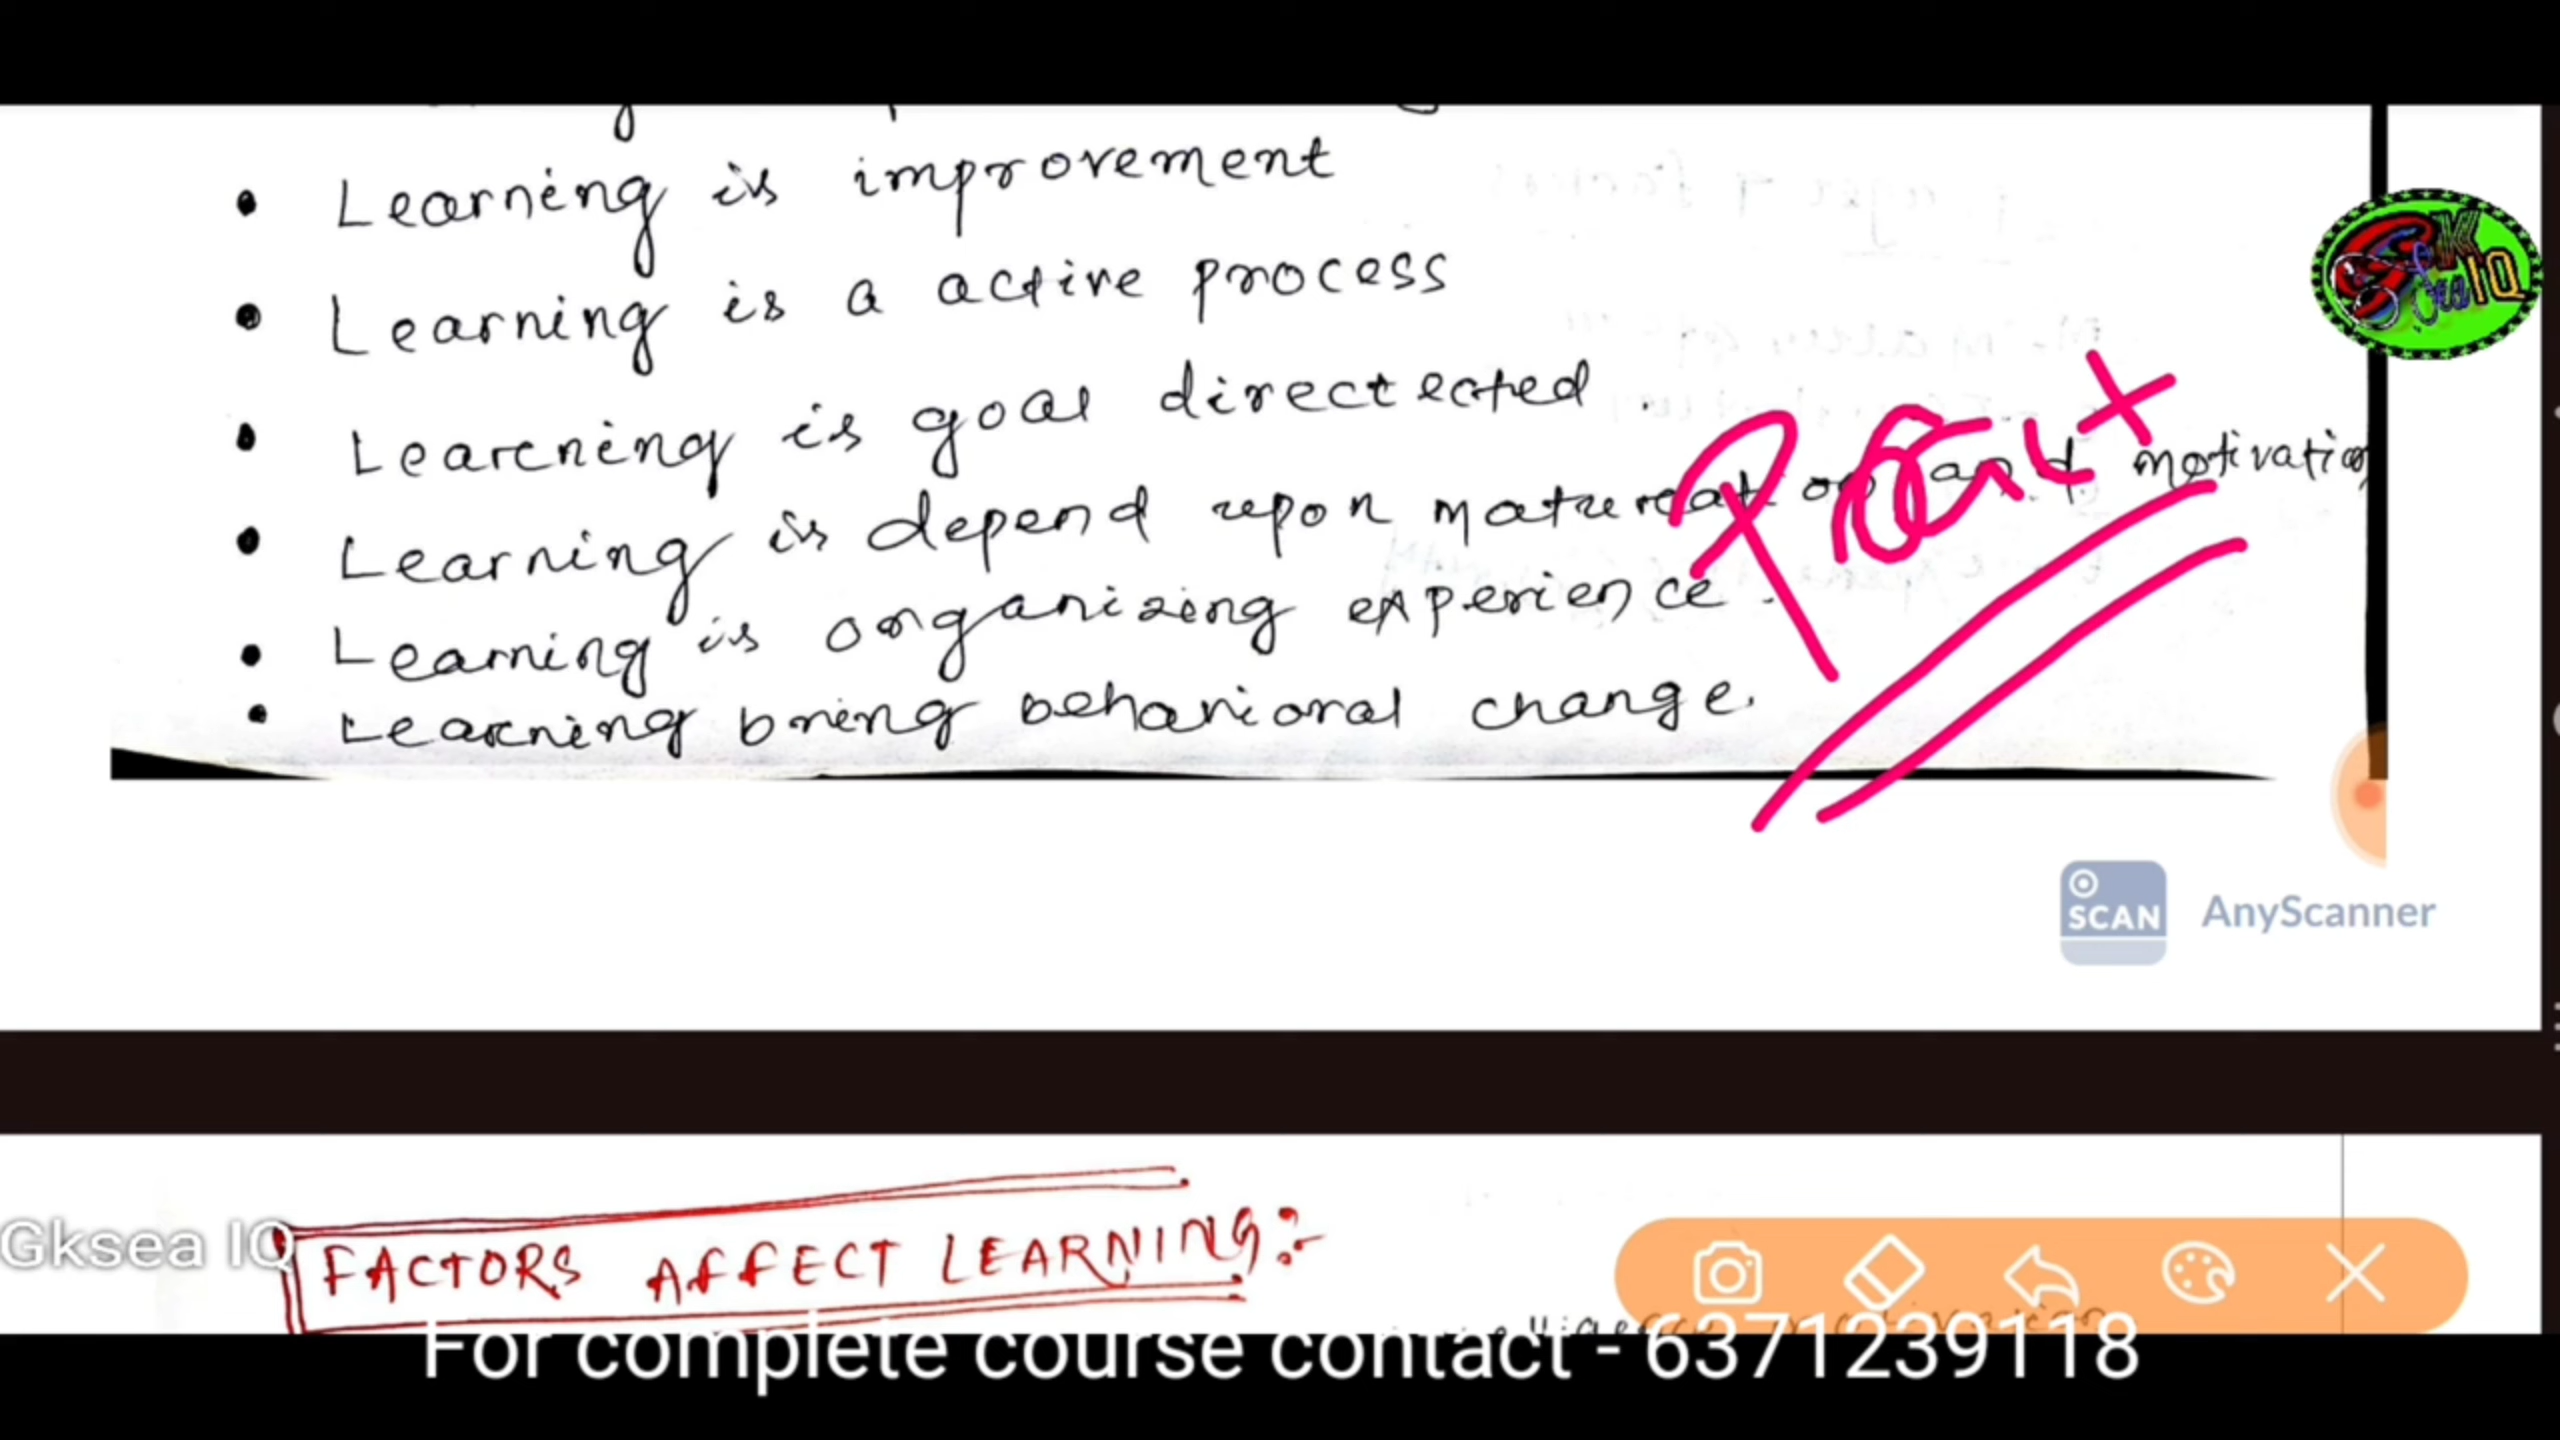 • Learning is improvement
• Learning is a active process
• Learning is goal directected.
• Learning is depend upon and motivation
• Learning is organizing experience.
• Learning bring behavioral change.
SCAN AnyScanner
Gksea IQ
FACTORS AFFECT LEARNING:-
For complete course contact - 6371239118